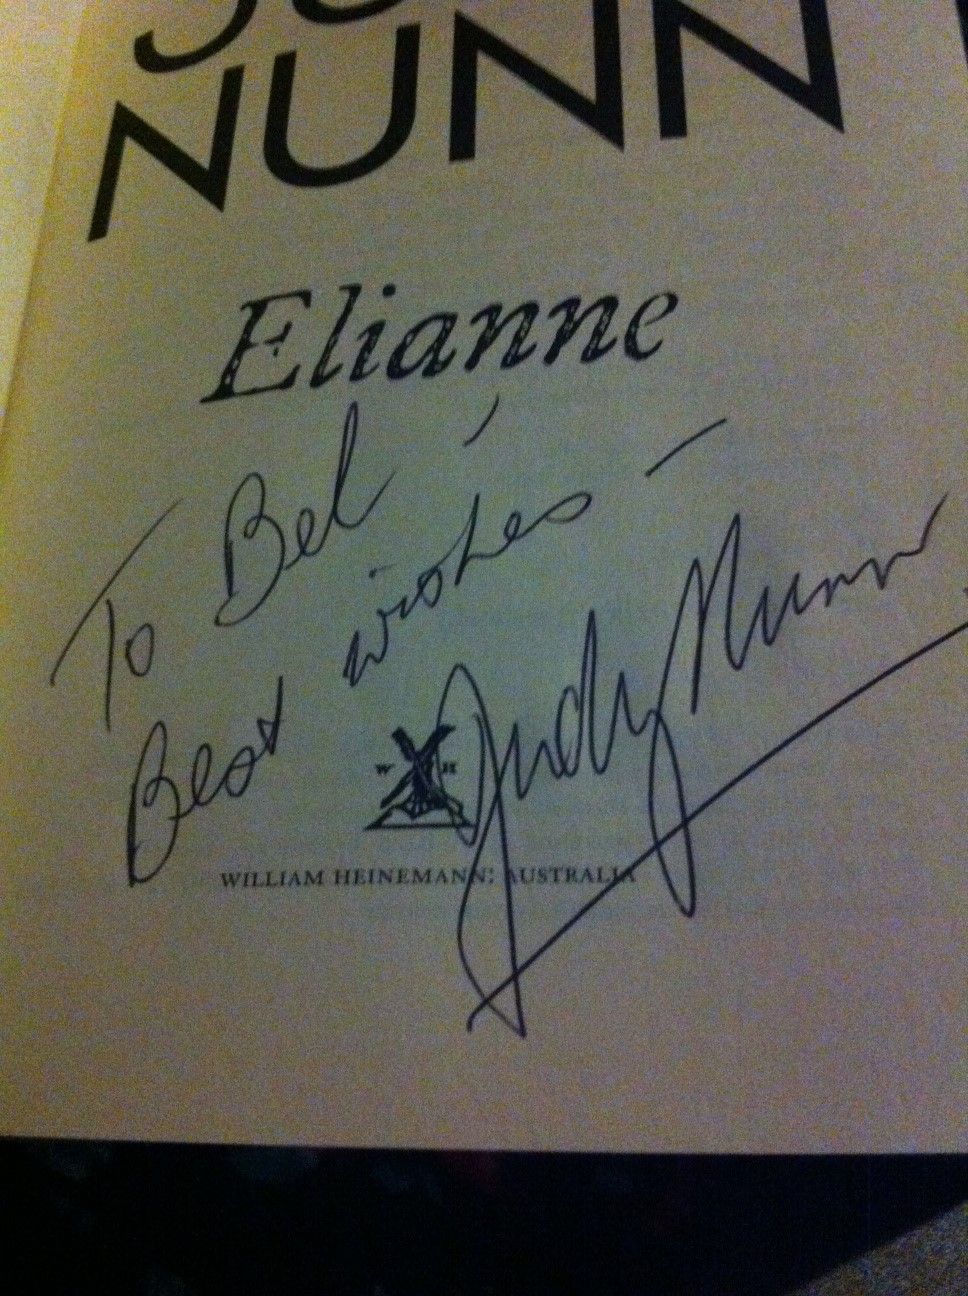 NUNN
Elianne
To Bel -
Best wishes -
Judy Nunn
W H
WILLIAM HEINEMANN: AUSTRALIA